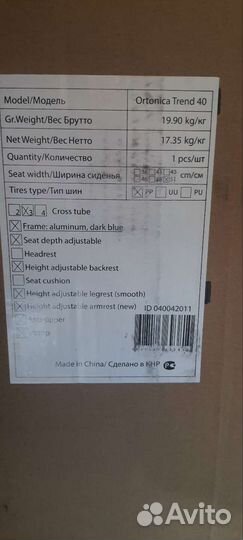 Model/Модель Ortonica Trend 40
Gr.Weight/Вес Брутто 19.90 kg/кг
Net Weight/Вес Нетто 17.35 kg/кг
Quantity/Количество 1 pcs/шт
Seat width/Ширина сиденья cm/см
Tires type/Тип шин PP UU PU
2 3 4 Cross tube
Frame: aluminum, dark blue
Seat depth adjustable
Headrest
Height adjustable backrest
Seat cushion
Height adjustable legrest (smooth)
Height adjustable armrest (new)
ID 040042011
Made in China/ Сделано в КНР
Avito